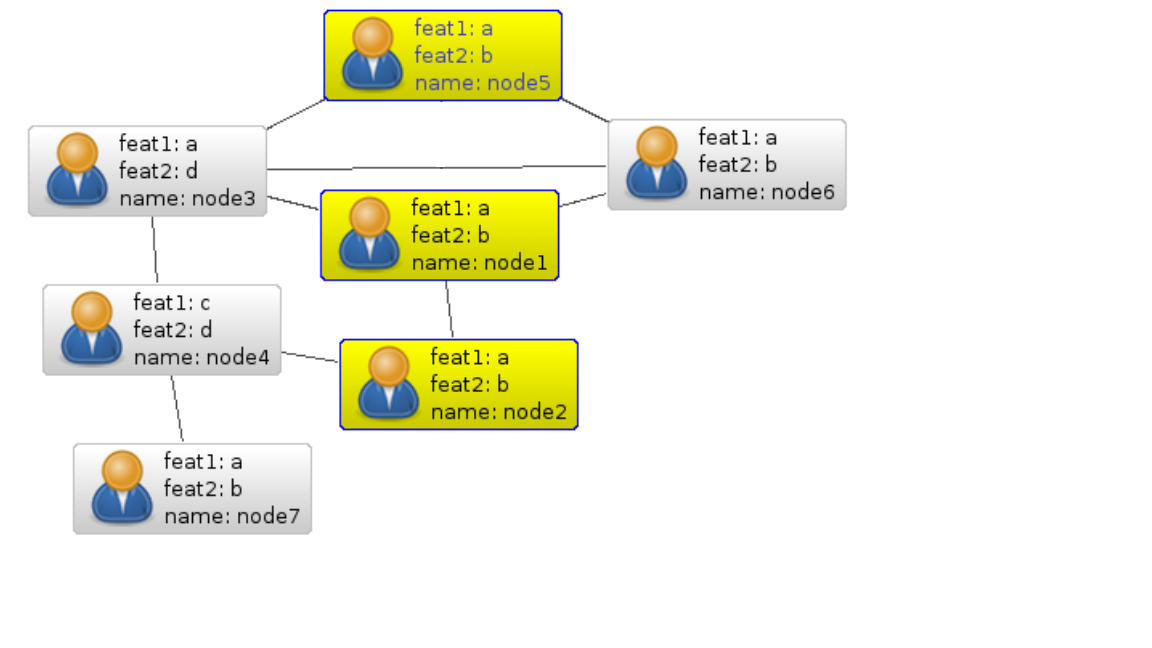 feat1: a
feat2: b
name: node5
feat1: a
feat2: d
name: node3
feat1: a
feat2: b
name: node6
feat1: a
feat2: b
name: node1
feat1: c
feat2: d
name: node4
feat1: a
feat2: b
name: node2
feat1: a
feat2: b
name: node7